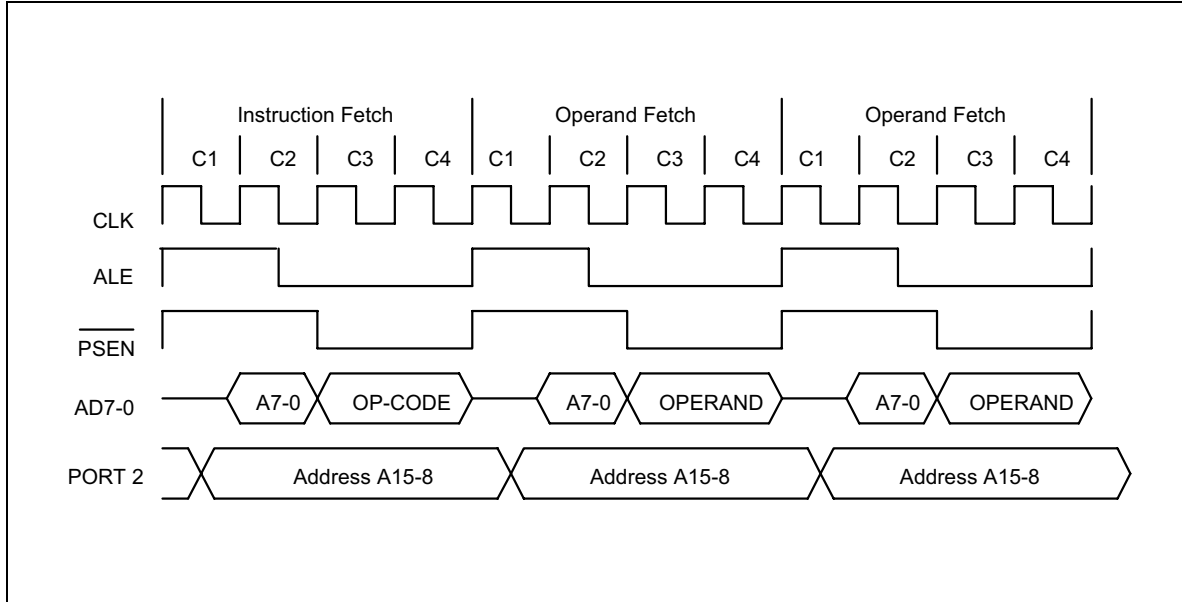 Instruction Fetch Operand Fetch Operand Fetch
C1 C2 C3 C4 C1 C2 C3 C4 C1 C2 C3 C4
CLK
ALE
PSEN
AD7-0 A7-0 OP-CODE A7-0 OPERAND A7-0 OPERAND
PORT 2 Address A15-8 Address A15-8 Address A15-8